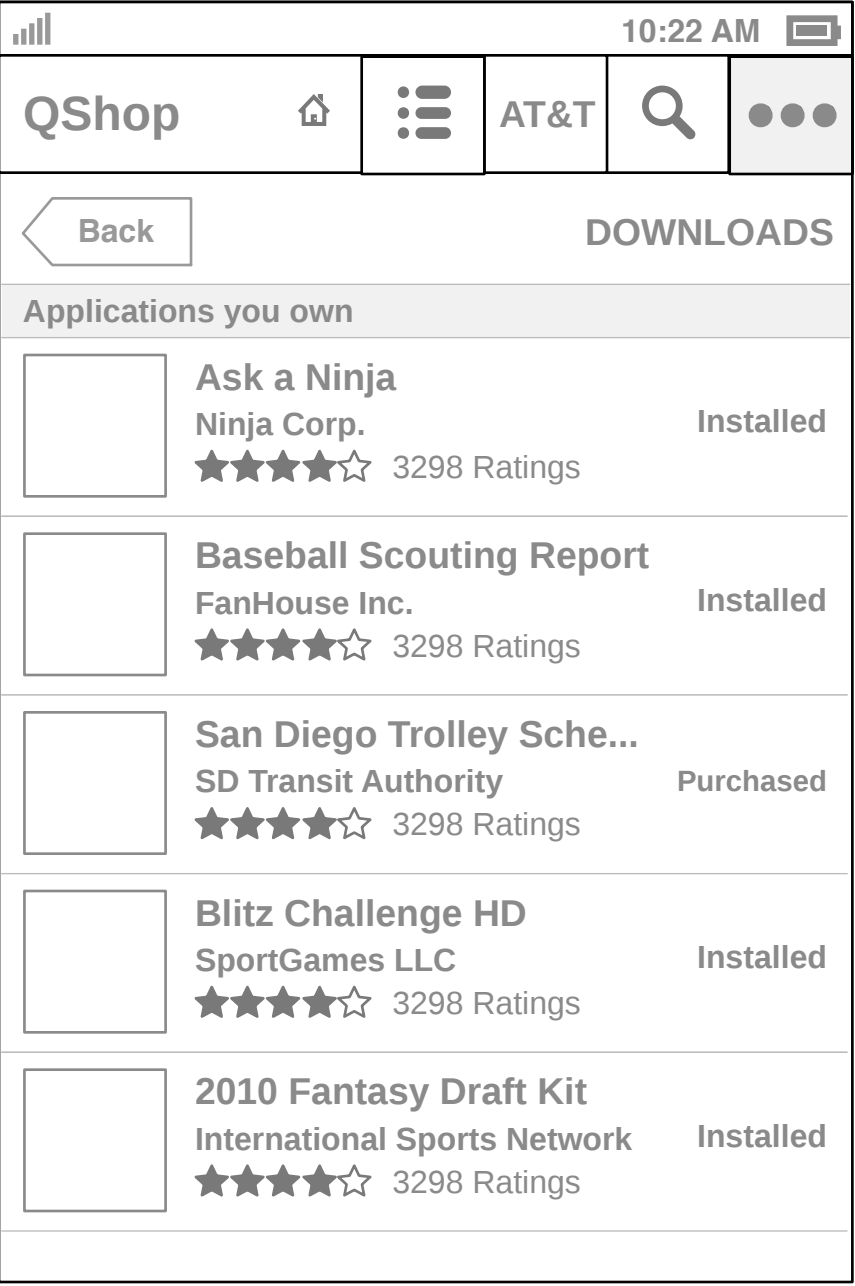 10:22 AM
QShop
AT&T
Back
DOWNLOADS
Applications you own
Ask a Ninja
Ninja Corp.
Installed
3298 Ratings
Baseball Scouting Report
FanHouse Inc.
Installed
3298 Ratings
San Diego Trolley Sche...
SD Transit Authority
Purchased
3298 Ratings
Blitz Challenge HD
SportGames LLC
Installed
3298 Ratings
2010 Fantasy Draft Kit
International Sports Network
Installed
3298 Ratings